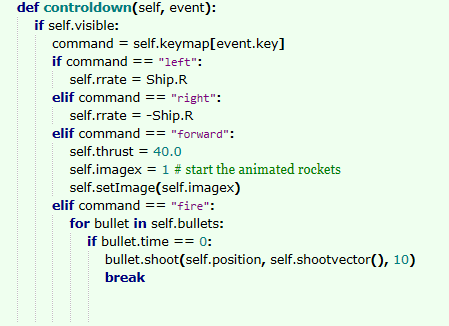 def controldown(self, event):
    if self.visible:
        command = self.keymap[event.key]
        if command == "left":
            self.rrate = Ship.R
        elif command == "right":
            self.rrate = -Ship.R
        elif command == "forward":
            self.thrust = 40.0
            self.imagex = 1 # start the animated rockets
            self.setImage(self.imagex)
        elif command == "fire":
            for bullet in self.bullets:
                if bullet.time == 0:
                    bullet.shoot(self.position, self.shootvector(), 10)
                    break